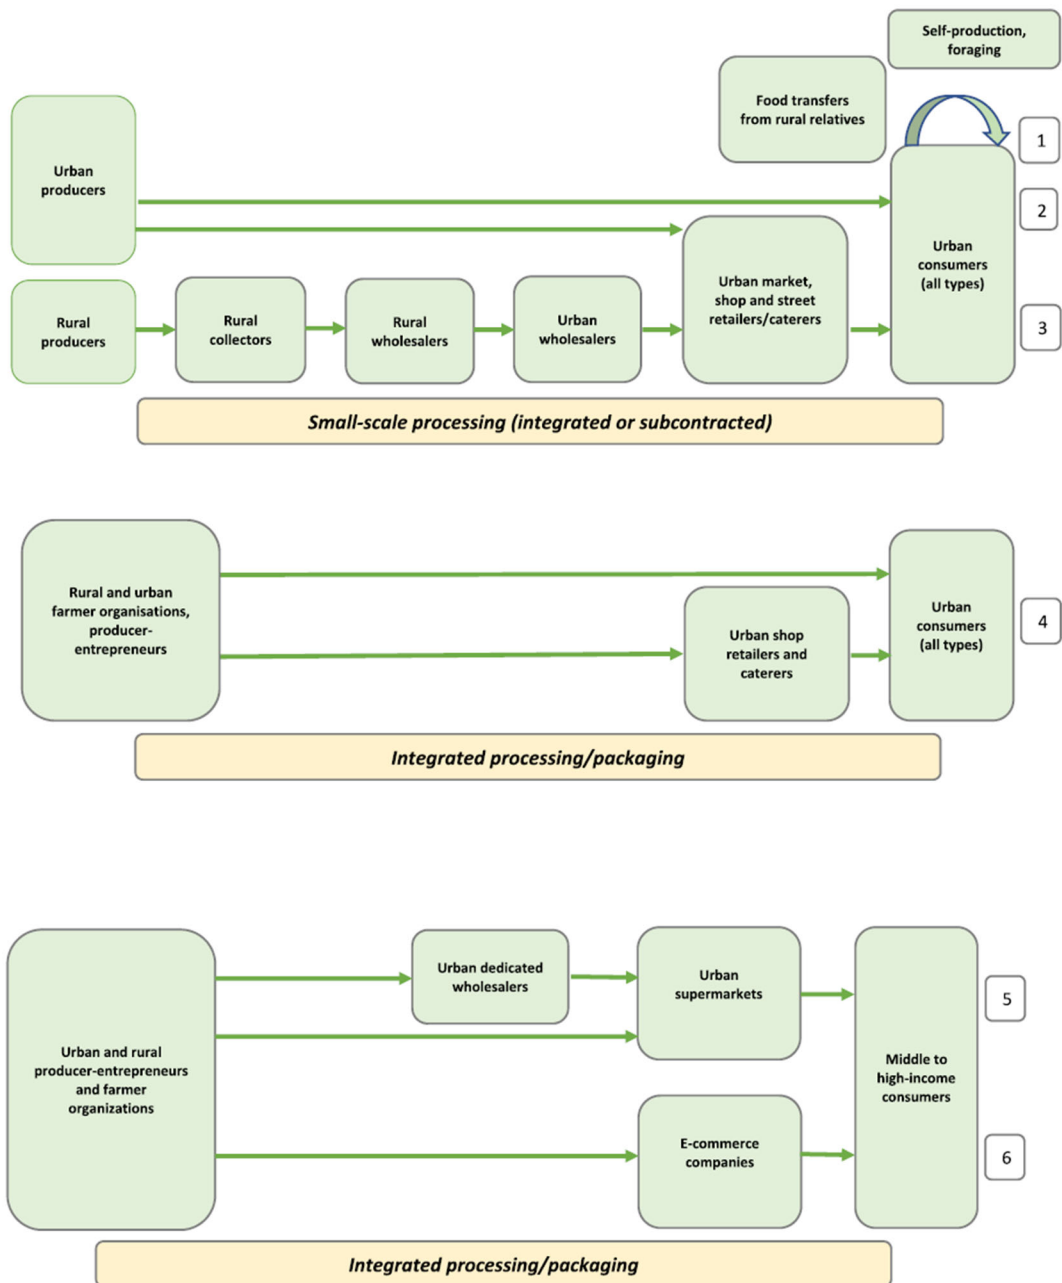 Self-production,
foraging
Food transfers
from rural relatives
1
Urban
producers
2
Urban
consumers
(all types)
Urban market,
shop and street
retailers/caterers
Rural
producers
Rural
collectors
Rural
wholesalers
Urban
wholesalers
3
Small-scale processing (integrated or subcontracted)
Rural and urban
farmer organisations,
producer-
entrepreneurs
Urban shop
retailers and
caterers
Urban
consumers
(all types)
4
Integrated processing/packaging
Urban and rural
producer-entrepreneurs
and farmer
organizations
Urban dedicated
wholesalers
Urban
supermarkets
5
Middle to
high-income
consumers
E-commerce
companies
6
Integrated processing/packaging